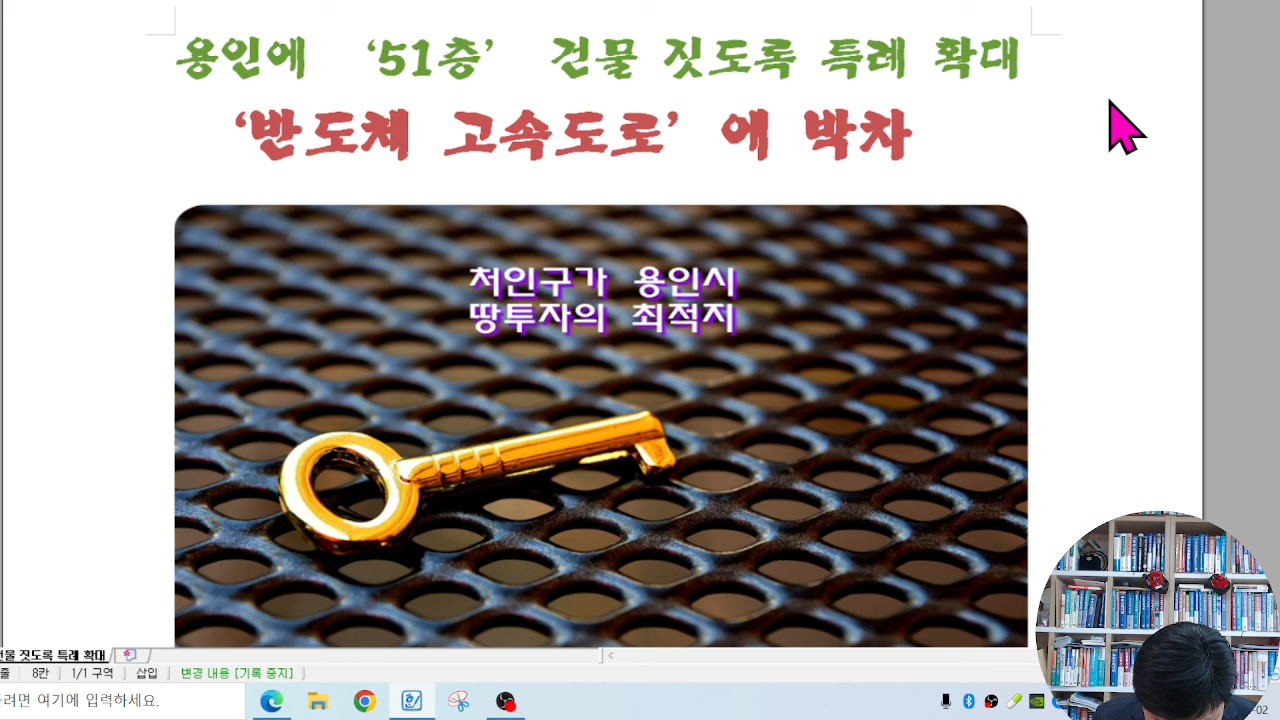 용인에 ‘51층’ 건물 짓도록 특례 확대
‘반도체 고속도로’ 에 박차
처인구가 용인시
땅투자의 최적지
건물 짓도록 특례 확대
줄 8칸 1/1 구역 삽입 변경 내용 [기록 중지]
하려면 여기에 입력하세요.
-02